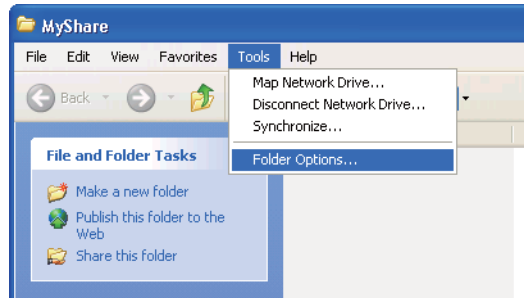 MyShare
File Edit View Favorites Tools Help
Back
Map Network Drive...
Disconnect Network Drive...
Synchronize...
Folder Options...
File and Folder Tasks
Make a new folder
Publish this folder to the
Web
Share this folder